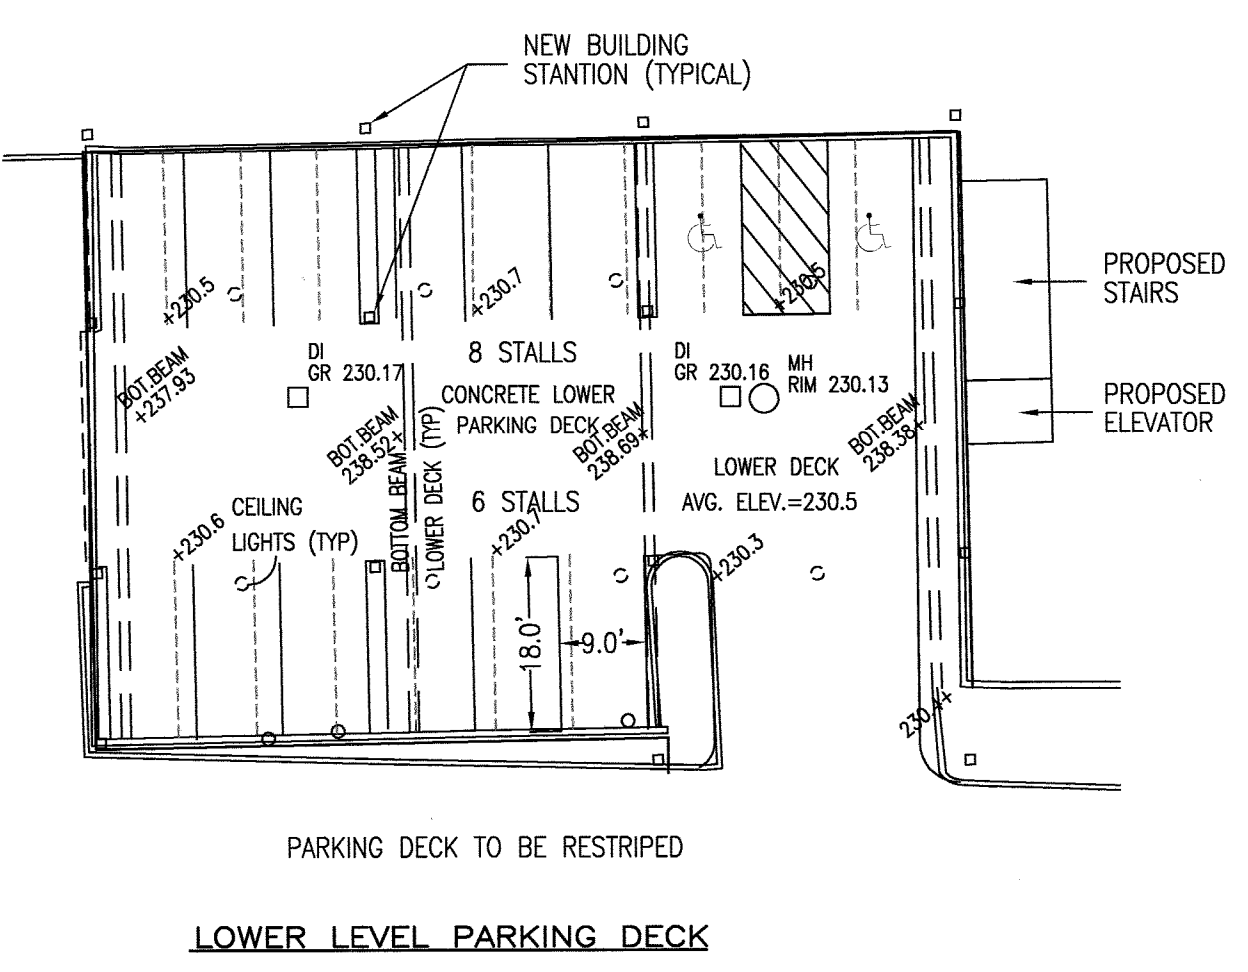 NEW BUILDING
STANTION (TYPICAL)
+230.5
+230.7
+230.5
PROPOSED
STAIRS
DI
GR 230.17
8 STALLS
CONCRETE LOWER
PARKING DECK
DI
GR 230.16
MH
RIM 230.13
BOT.BEAM
+237.93
BOT.BEAM
238.52+
BOT.BEAM
238.69+
BOT.BEAM
238.38+
PROPOSED
ELEVATOR
BOTTOM BEAM
LOWER DECK (TYP)
LOWER DECK
AVG. ELEV.=230.5
CEILING
LIGHTS (TYP)
6 STALLS
+230.6
+230.7
+230.3
18.0'
9.0'
230.4+
PARKING DECK TO BE RESTRIPED
LOWER LEVEL PARKING DECK